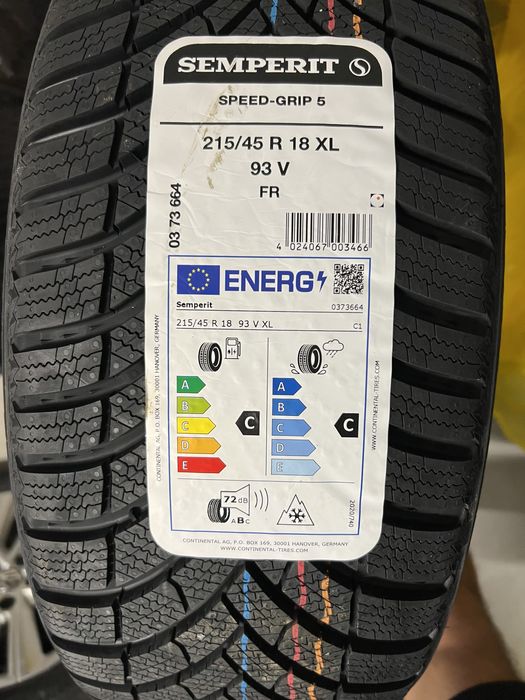 SEMPERIT
SPEED-GRIP 5
215/45 R 18 XL
93 V
FR
03 73 664
4 024067 003466
ENERG
Semperit
0373664
215/45 R 18 93 V XL
C1
A
B
C
D
E
C
A
B
C
D
E
C
72 dB
ABC
CONTINENTAL AG, P.O. BOX 169, 30001 HANOVER, GERMANY
WWW.CONTINENTAL-TIRES.COM
2020/740
CONTINENTAL AG, P.O. BOX 169, 30001 HANOVER, GERMANY
WWW.CONTINENTAL-TIRES.COM